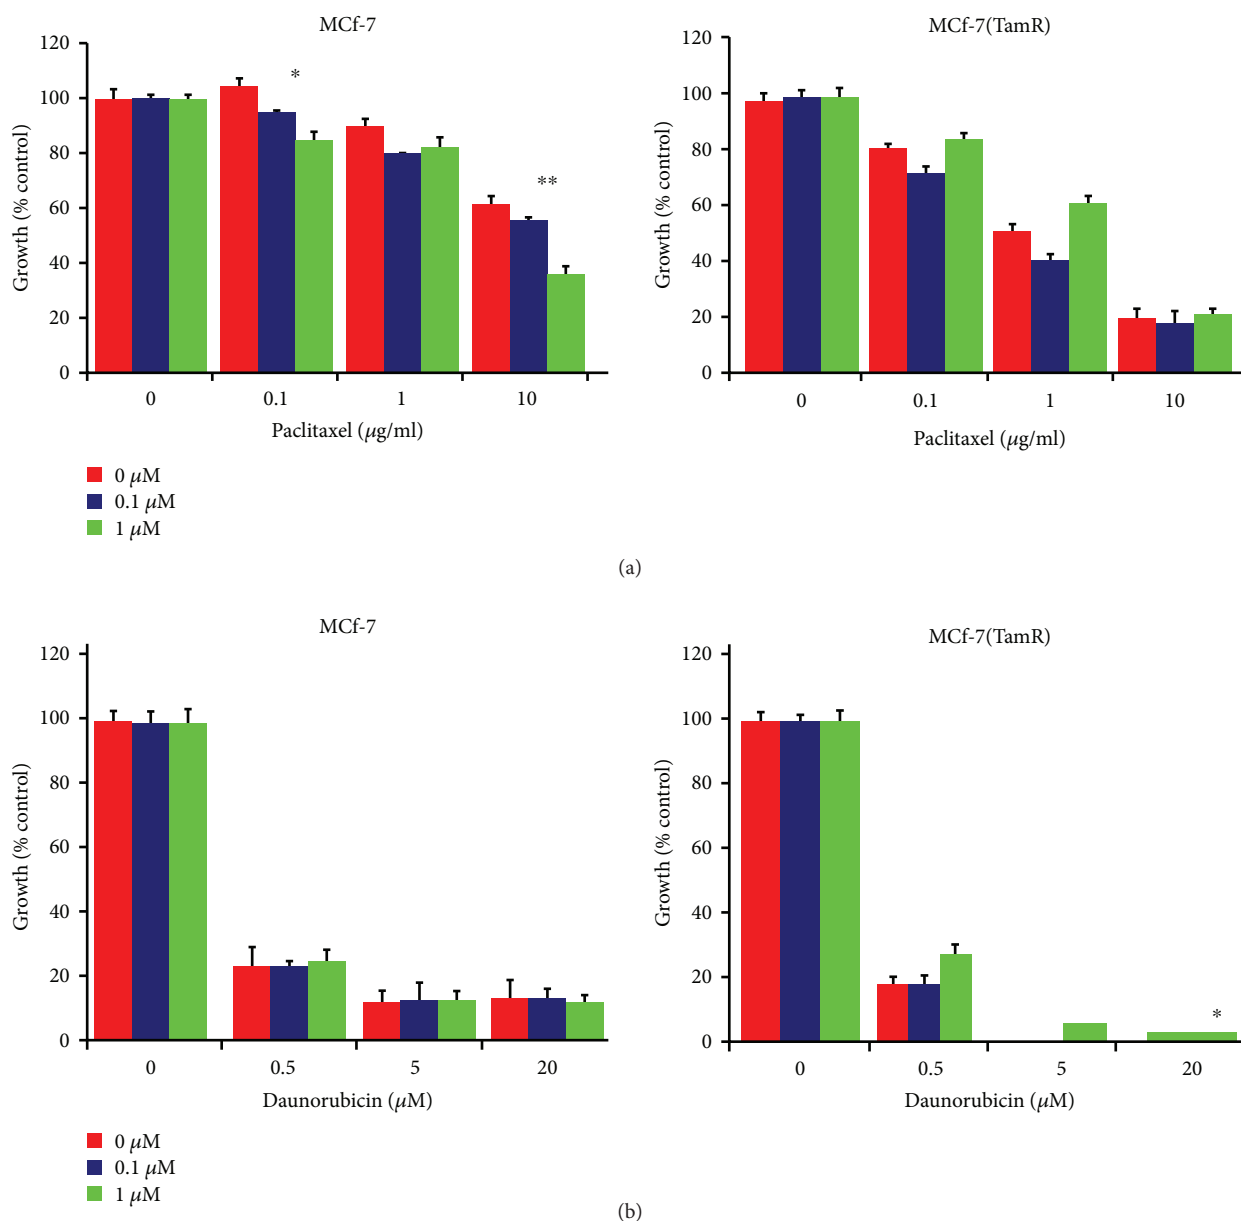 MCf-7
120
100
80
60
40
20
0
Growth (% control)
*
**
0 0.1 1 10
Paclitaxel (μg/ml)
MCf-7(TamR)
120
100
80
60
40
20
0
Growth (% control)
0 0.1 1 10
Paclitaxel (μg/ml)
0 μM
0.1 μM
1 μM
(a)
MCf-7
120
100
80
60
40
20
0
Growth (% control)
0 0.5 5 20
Daunorubicin (μM)
MCf-7(TamR)
120
100
80
60
40
20
0
Growth (% control)
*
0 0.5 5 20
Daunorubicin (μM)
0 μM
0.1 μM
1 μM
(b)